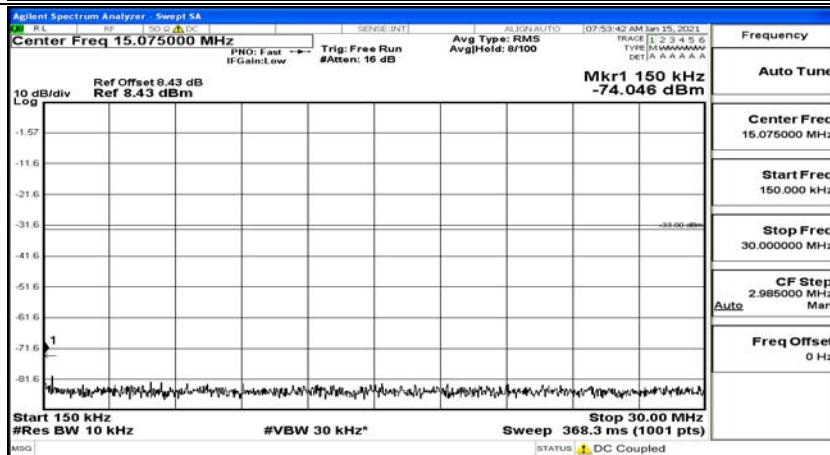 Agilent Spectrum Analyzer - Swept SA
RL RF 50 Ω DC SENSE:INT ALIGN AUTO 07:53:42 AM Jan 15, 2021
Center Freq 15.075000 MHz
PNO: Fast
IFGain:Low
Trig: Free Run
#Atten: 16 dB
Avg Type: RMS
Avg|Hold: 8/100
TRACE 1 2 3 4 5 6
TYPE M WWWWW
DET A A A A A A
Frequency
Auto Tune
Ref Offset 8.43 dB
10 dB/div Ref 8.43 dBm
Log
Mkr1 150 kHz
-74.046 dBm
Center Freq
15.075000 MHz
Start Freq
150.000 kHz
Stop Freq
30.000000 MHz
CF Step
2.985000 MHz
Auto Man
Freq Offset
0 Hz
-1.57
-11.6
-21.6
-31.6
-33.00 dBm
-41.6
-51.6
-61.6
-71.6
1
-81.6
Start 150 kHz
Stop 30.00 MHz
#Res BW 10 kHz
#VBW 30 kHz*
Sweep 368.3 ms (1001 pts)
MSG
STATUS DC Coupled